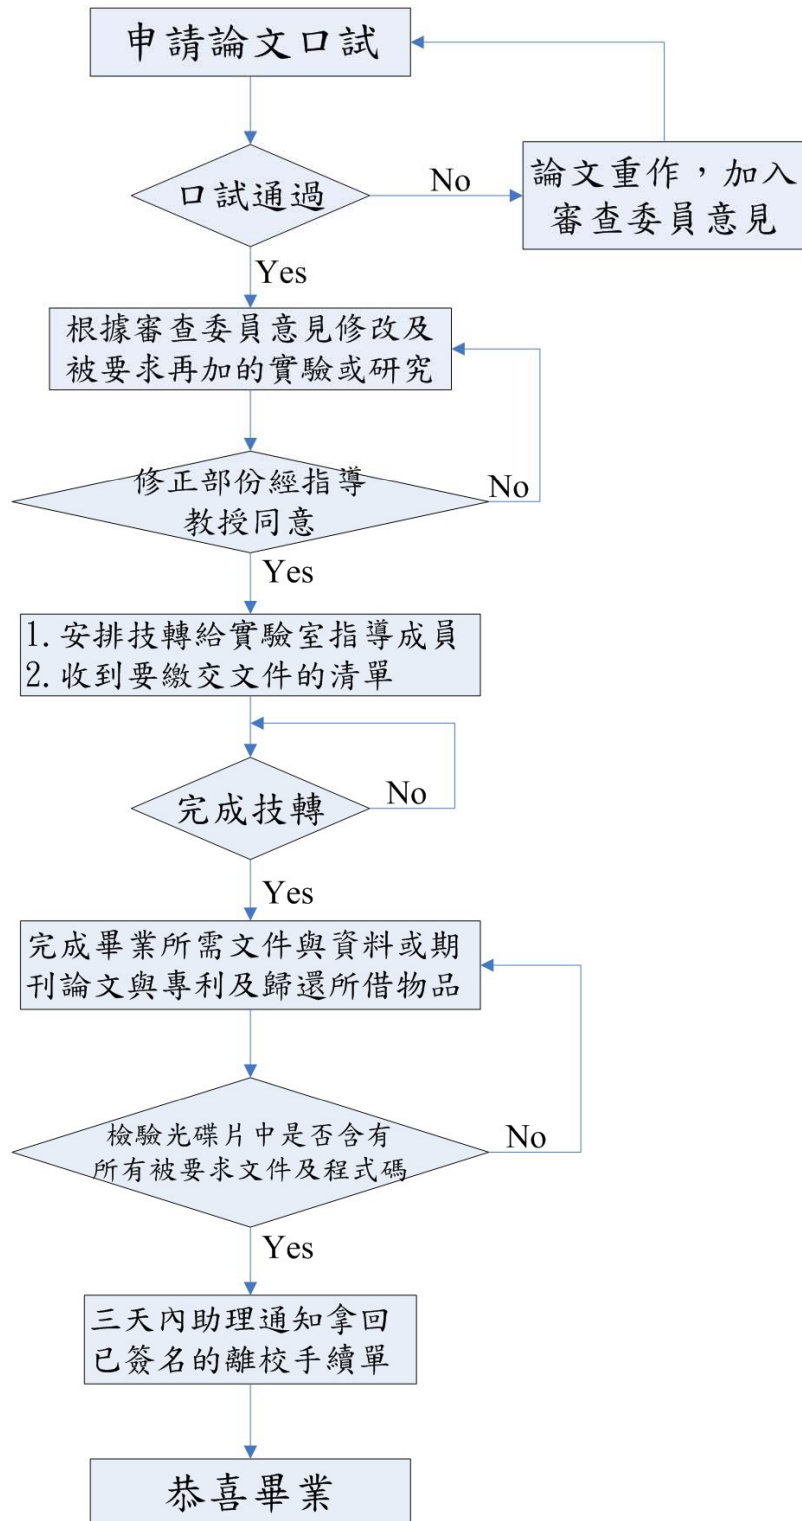 申請論文口試
口試通過
No
論文重作，加入
審查委員意見
Yes
根據審查委員意見修改及
被要求再加的實驗或研究
修正部份經指導
教授同意
No
Yes
1. 安排技轉給實驗室指導成員
2. 收到要繳交文件的清單
完成技轉
No
Yes
完成畢業所需文件與資料或期
刊論文與專利及歸還所借物品
檢驗光碟片中是否含有
所有被要求文件及程式碼
No
Yes
三天內助理通知拿回
已簽名的離校手續單
恭喜畢業